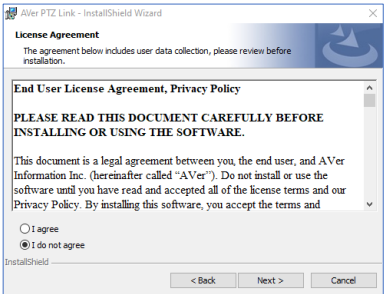 AVer PTZ Link - InstallShield Wizard
License Agreement
The agreement below includes user data collection, please review before
installation.
End User License Agreement, Privacy Policy
PLEASE READ THIS DOCUMENT CAREFULLY BEFORE
INSTALLING OR USING THE SOFTWARE.
This document is a legal agreement between you, the end user, and AVer
Information Inc. (hereinafter called “AVer”). Do not install or use the
software until you have read and accepted all of the license terms and our
Privacy Policy. By installing this software, you accept the terms and
I agree
I do not agree
InstallShield
< Back
Next >
Cancel